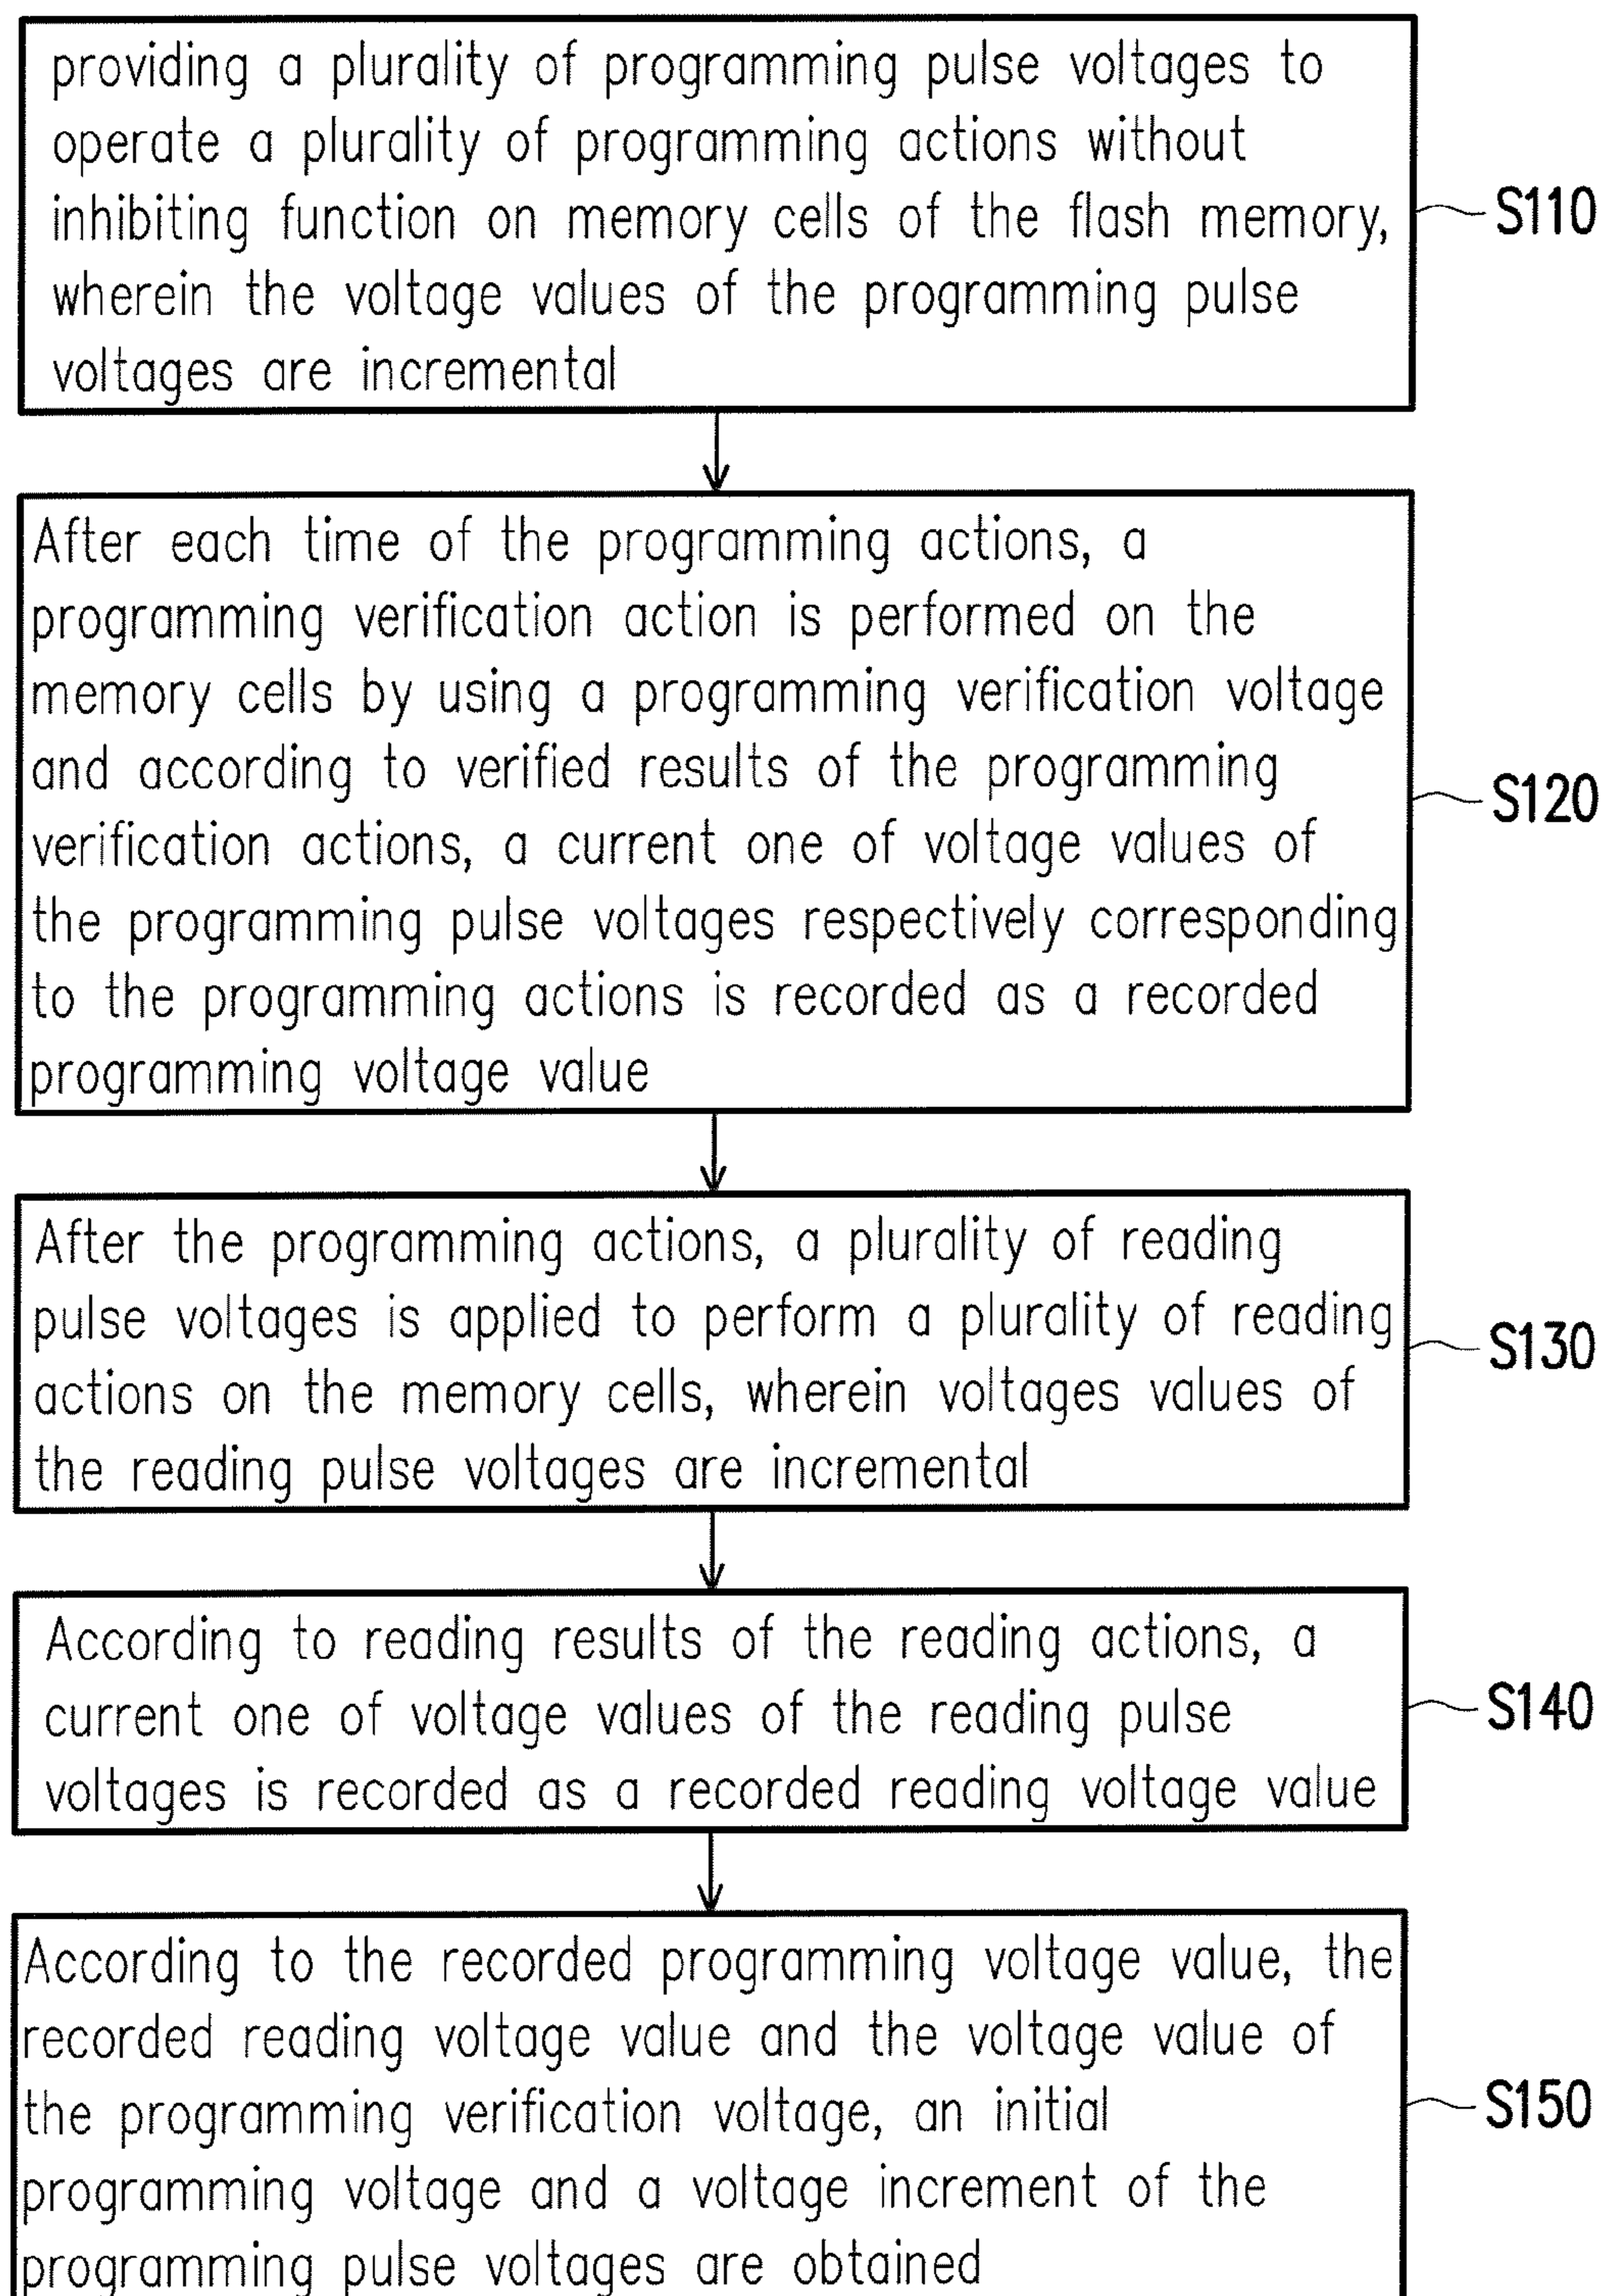 providing a plurality of programming pulse voltages to
operate a plurality of programming actions without
inhibiting function on memory cells of the flash memory,
wherein the voltage values of the programming pulse
voltages are incremental
S110
After each time of the programming actions, a
programming verification action is performed on the
memory cells by using a programming verification voltage
and according to verified results of the programming
verification actions, a current one of voltage values of
the programming pulse voltages respectively corresponding
to the programming actions is recorded as a recorded
programming voltage value
S120
After the programming actions, a plurality of reading
pulse voltages is applied to perform a plurality of reading
actions on the memory cells, wherein voltages values of
the reading pulse voltages are incremental
S130
According to reading results of the reading actions, a
current one of voltage values of the reading pulse
voltages is recorded as a recorded reading voltage value
S140
According to the recorded programming voltage value, the
recorded reading voltage value and the voltage value of
the programming verification voltage, an initial
programming voltage and a voltage increment of the
programming pulse voltages are obtained
S150